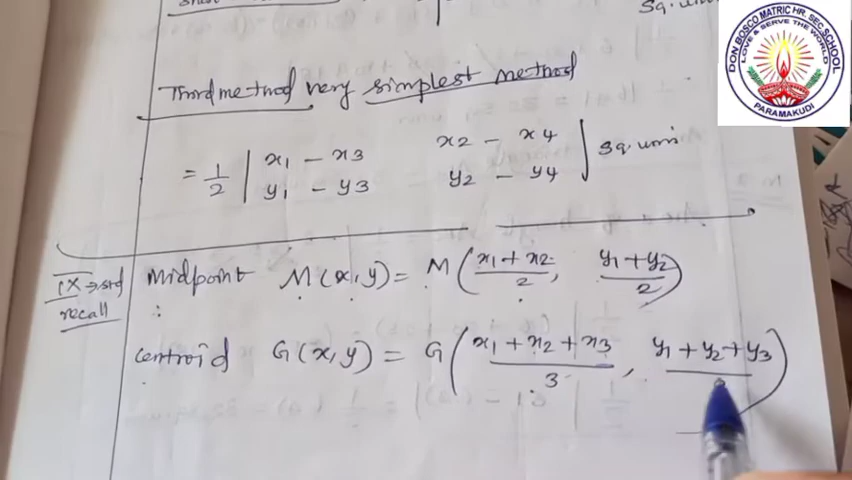 Sq. units
Third method very simplest method
= 1/2 | x1 - x3 x2 - x4 | sq. units
y1 - y3 y2 - y4
IX → std recall
Midpoint M(x,y) = M(x1+x2/2, y1+y2/2)
Centroid G(x,y) = G(x1+x2+x3/3, y1+y2+y3
DON BOSCO MATRIC HR. SEC. SCHOOL
LOVE & SERVE THE WORLD
PARAMAKUDI